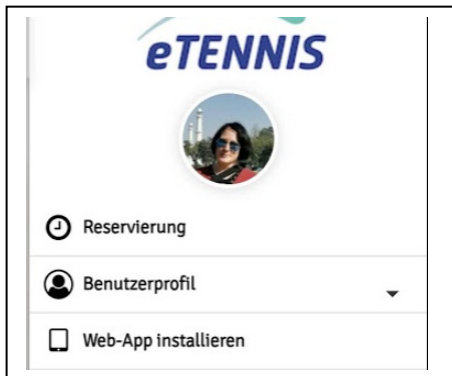 eTENNIS
Reservierung
Benutzerprofil
Web-App installieren